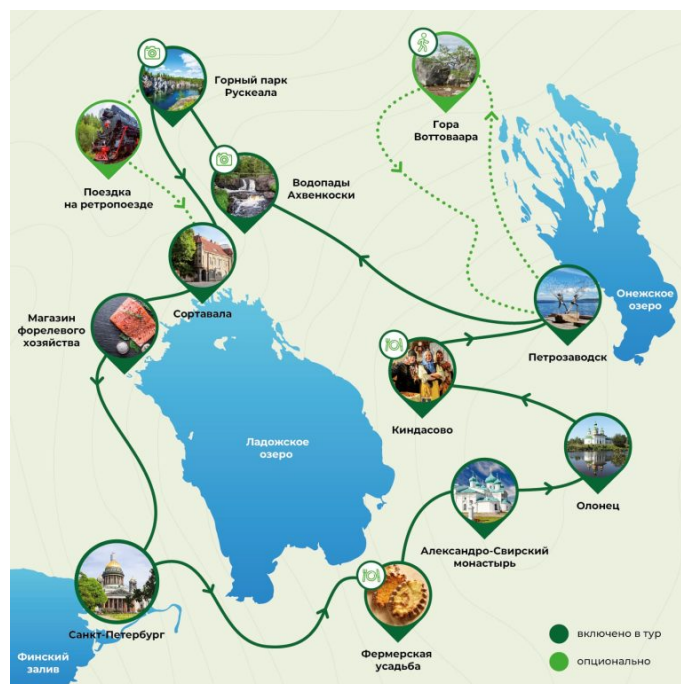 Горный парк
Рускеала
Гора
Воттоваара
Поездка
на ретропоезде
Водопады
Ахвенкоски
Онежское
озеро
Сортавала
Магазин
форелевого
хозяйства
Петрозаводск
Киндасово
Ладожское
озеро
Олонец
Александро-Свирский
монастырь
Санкт-Петербург
Фермерская
усадьба
Финский
залив
включено в тур
опционально